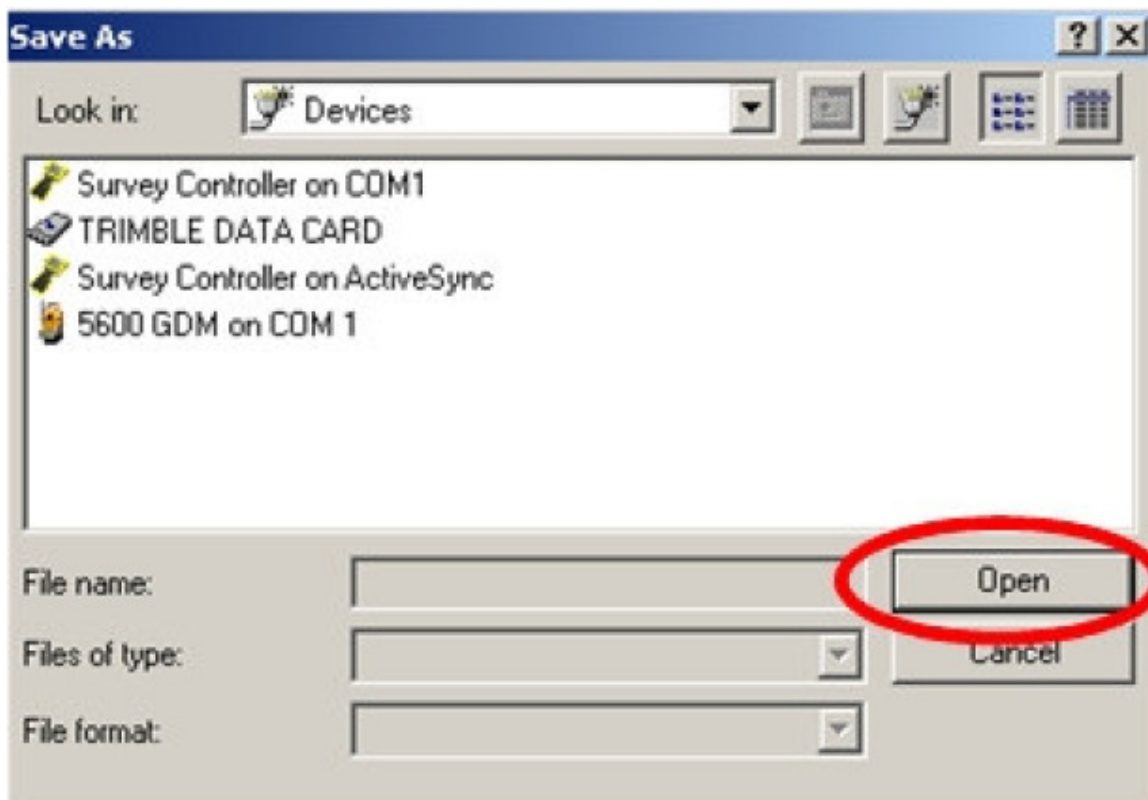 Save As
Look in: Devices
Survey Controller on COM1
TRIMBLE DATA CARD
Survey Controller on ActiveSync
5600 GDM on COM 1
File name: Open
Files of type: Cancel
File format: